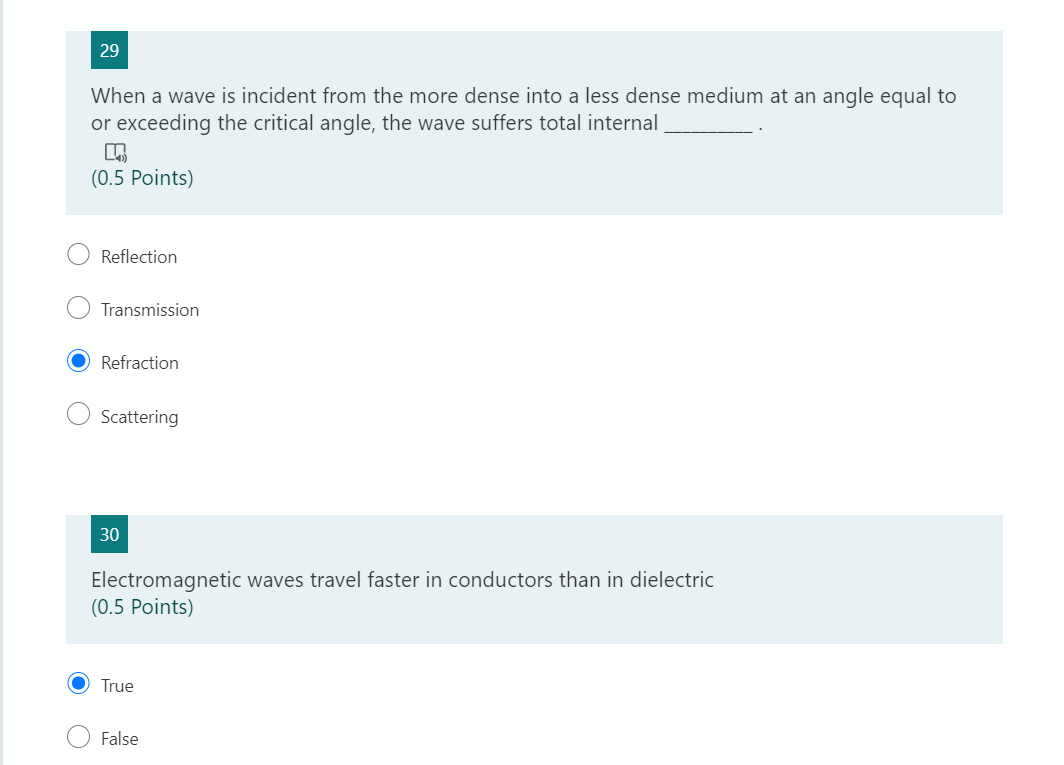 29
When a wave is incident from the more dense into a less dense medium at an angle equal to
or exceeding the critical angle, the wave suffers total internal __________ .
(0.5 Points)
Reflection
Transmission
Refraction
Scattering
30
Electromagnetic waves travel faster in conductors than in dielectric
(0.5 Points)
True
False